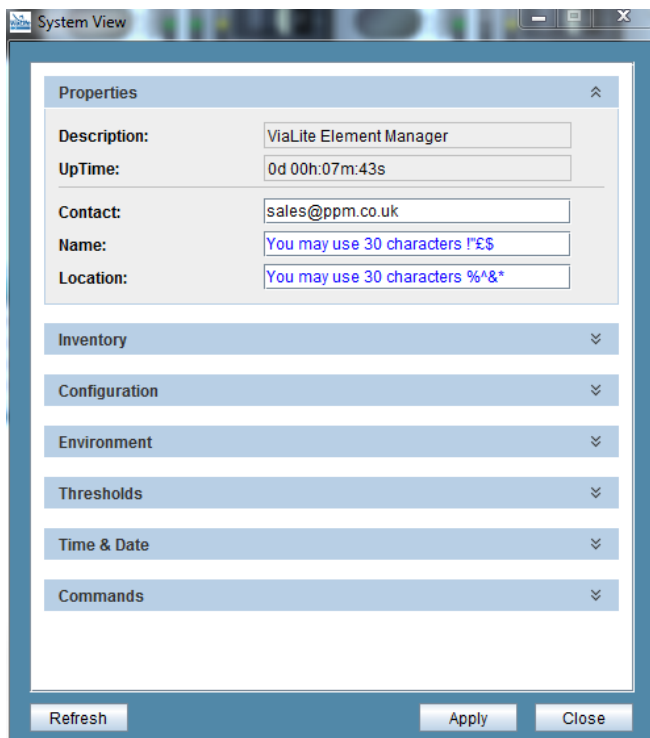 System View
Properties
Description: ViaLite Element Manager
UpTime: 0d 00h:07m:43s
Contact: sales@ppm.co.uk
Name: You may use 30 characters !"£$
Location: You may use 30 characters %^&*
Inventory
Configuration
Environment
Thresholds
Time & Date
Commands
Refresh Apply Close